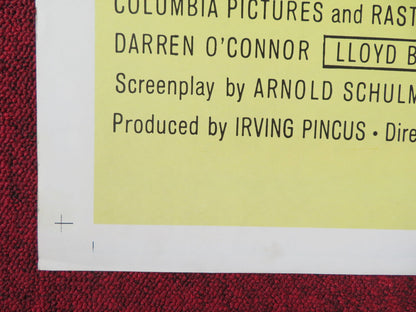 COLUMBIA PICTURES and RAST
DARREN O'CONNOR LLOYD B
Screenplay by ARNOLD SCHULM
Produced by IRVING PINCUS • Dire